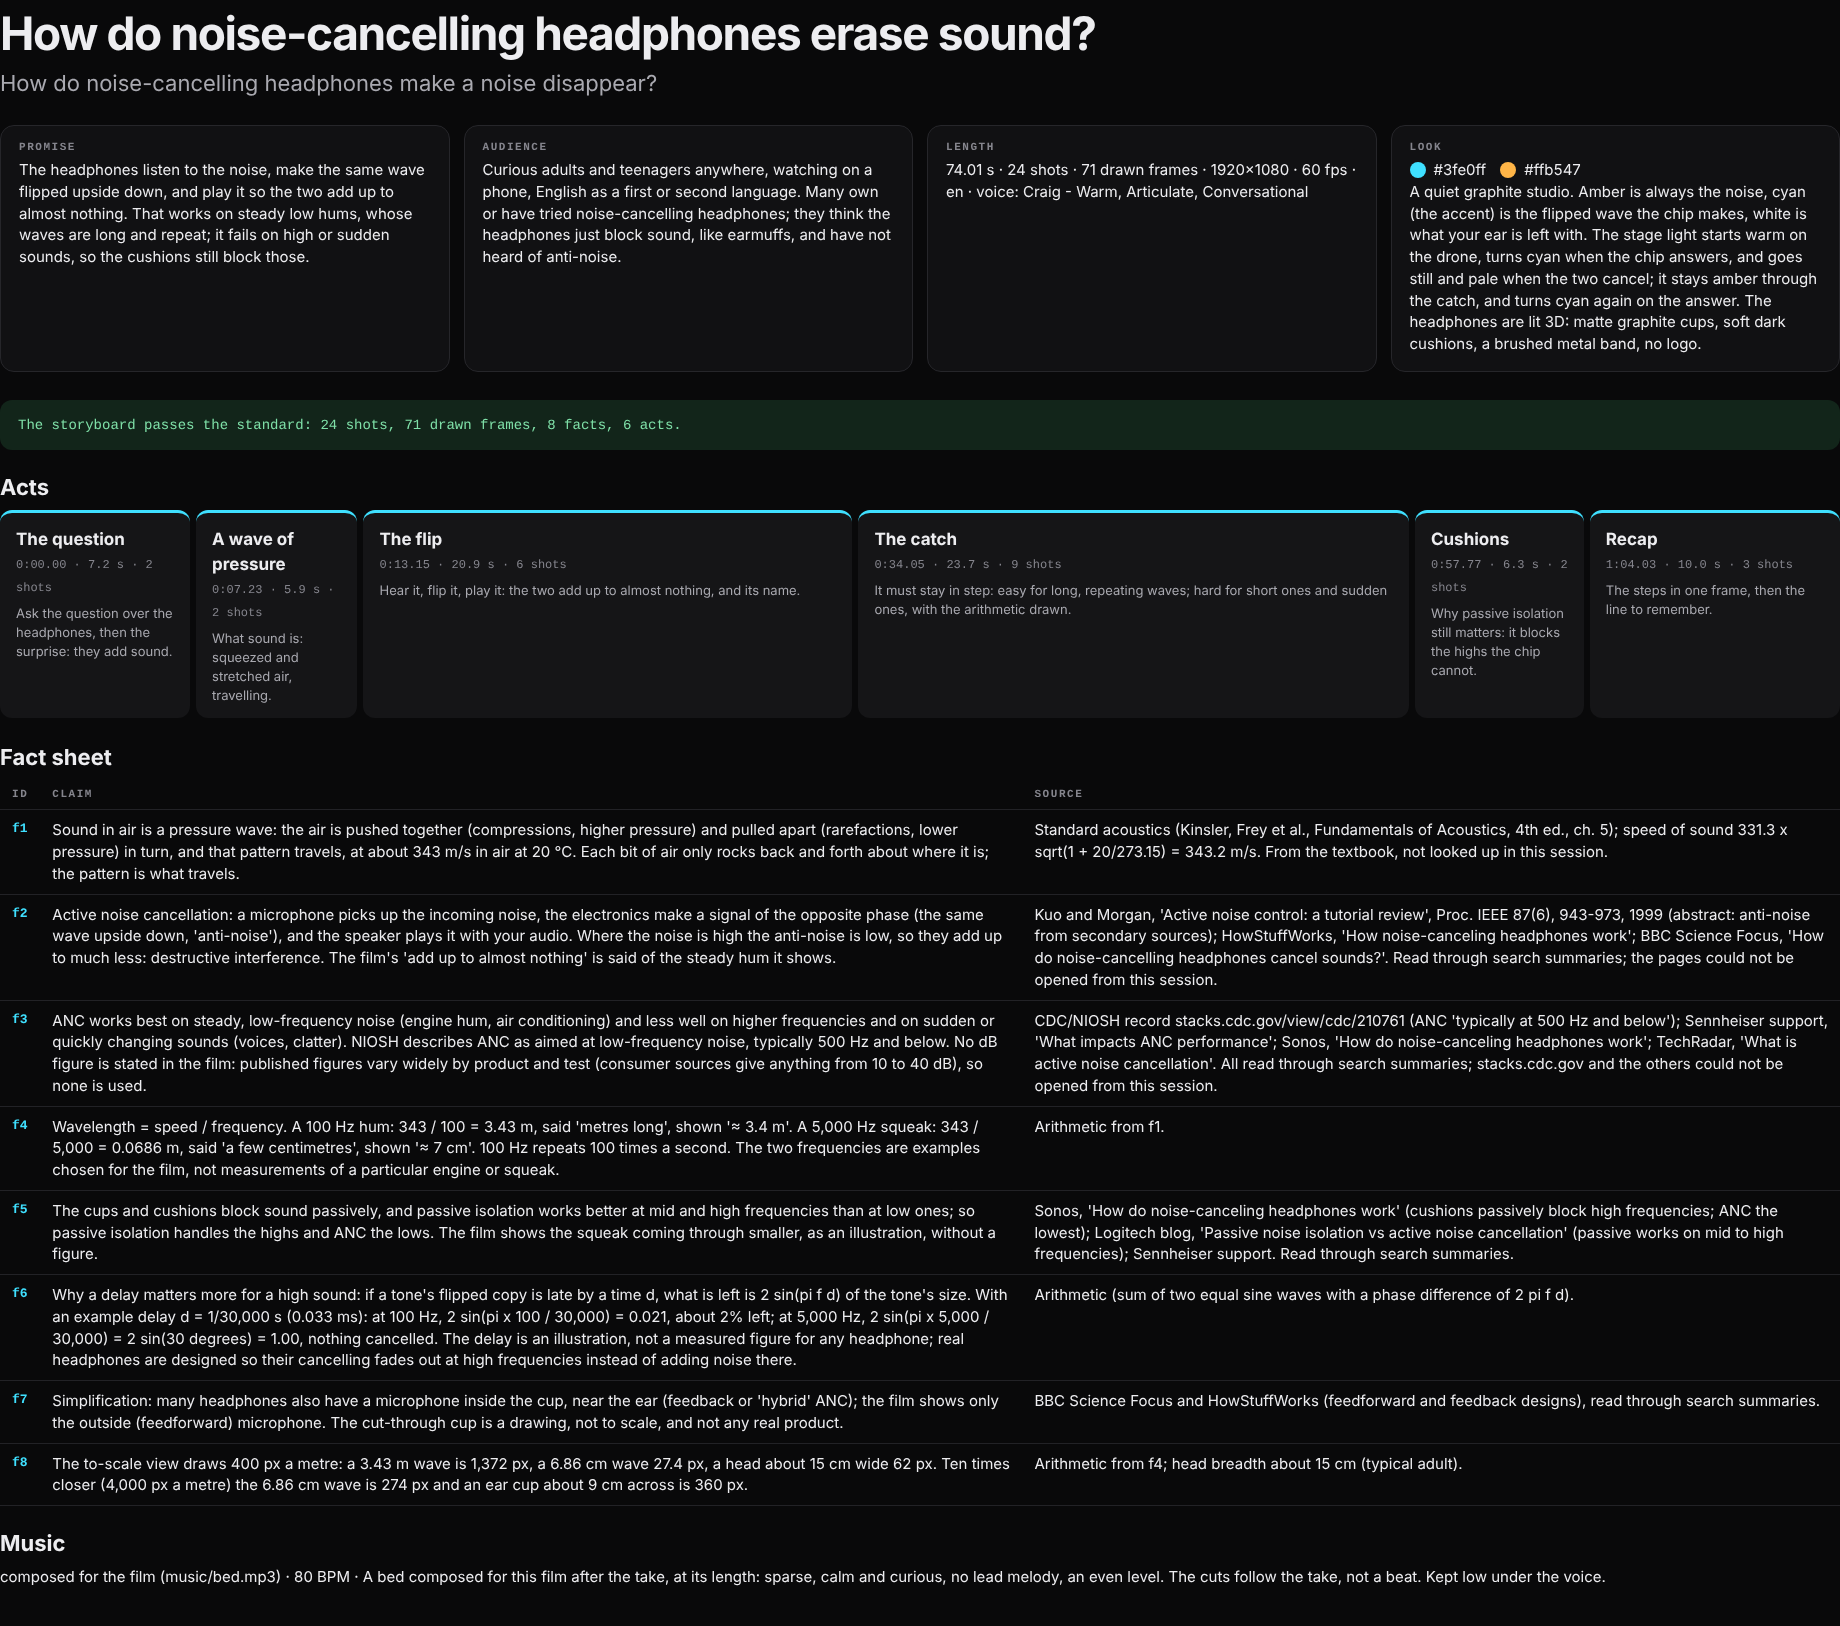 How do noise-cancelling headphones erase sound?
How do noise-cancelling headphones make a noise disappear?
PROMISE
The headphones listen to the noise, make the same wave
flipped upside down, and play it so the two add up to
almost nothing. That works on steady low hums, whose
waves are long and repeat; it fails on high or sudden
sounds, so the cushions still block those.
AUDIENCE
Curious adults and teenagers anywhere, watching on a
phone, English as a first or second language. Many own
or have tried noise-cancelling headphones; they think the
headphones just block sound, like earmuffs, and have not
heard of anti-noise.
LENGTH
74.01 s · 24 shots · 71 drawn frames · 1920×1080 · 60 fps ·
en · voice: Craig - Warm, Articulate, Conversational
LOOK
#3fe0ff #ffb547
A quiet graphite studio. Amber is always the noise, cyan
(the accent) is the flipped wave the chip makes, white is
what your ear is left with. The stage light starts warm on
the drone, turns cyan when the chip answers, and goes
still and pale when the two cancel; it stays amber through
the catch, and turns cyan again on the answer. The
headphones are lit 3D: matte graphite cups, soft dark
cushions, a brushed metal band, no logo.
The storyboard passes the standard: 24 shots, 71 drawn frames, 8 facts, 6 acts.
Acts
The question
0:00.00 · 7.2 s · 2
shots
Ask the question over the
headphones, then the
surprise: they add sound.
A wave of
pressure
0:07.23 · 5.9 s ·
2 shots
What sound is:
squeezed and
stretched air,
travelling.
The flip
0:13.15 · 20.9 s · 6 shots
Hear it, flip it, play it: the two add up to almost nothing, and its name.
The catch
0:34.05 · 23.7 s · 9 shots
It must stay in step: easy for long, repeating waves; hard for short ones and sudden
ones, with the arithmetic drawn.
Cushions
0:57.77 · 6.3 s · 2
shots
Why passive isolation
still matters: it blocks
the highs the chip
cannot.
Recap
1:04.03 · 10.0 s · 3 shots
The steps in one frame, then the
line to remember.
Fact sheet
ID CLAIM SOURCE
f1
Sound in air is a pressure wave: the air is pushed together (compressions, higher pressure) and pulled apart (rarefactions, lower
pressure) in turn, and that pattern travels, at about 343 m/s in air at 20 °C. Each bit of air only rocks back and forth about where it is;
the pattern is what travels.
Standard acoustics (Kinsler, Frey et al., Fundamentals of Acoustics, 4th ed., ch. 5); speed of sound 331.3 x
sqrt(1 + 20/273.15) = 343.2 m/s. From the textbook, not looked up in this session.
f2
Active noise cancellation: a microphone picks up the incoming noise, the electronics make a signal of the opposite phase (the same
wave upside down, 'anti-noise'), and the speaker plays it with your audio. Where the noise is high the anti-noise is low, so they add up
to much less: destructive interference. The film's 'add up to almost nothing' is said of the steady hum it shows.
Kuo and Morgan, 'Active noise control: a tutorial review', Proc. IEEE 87(6), 943-973, 1999 (abstract: anti-noise
from secondary sources); HowStuffWorks, 'How noise-canceling headphones work'; BBC Science Focus, 'How
do noise-cancelling headphones cancel sounds?'. Read through search summaries; the pages could not be
opened from this session.
f3
ANC works best on steady, low-frequency noise (engine hum, air conditioning) and less well on higher frequencies and on sudden or
quickly changing sounds (voices, clatter). NIOSH describes ANC as aimed at low-frequency noise, typically 500 Hz and below. No dB
figure is stated in the film: published figures vary widely by product and test (consumer sources give anything from 10 to 40 dB), so
none is used.
CDC/NIOSH record stacks.cdc.gov/view/cdc/210761 (ANC 'typically at 500 Hz and below'); Sennheiser support,
'What impacts ANC performance'; Sonos, 'How do noise-canceling headphones work'; TechRadar, 'What is
active noise cancellation'. All read through search summaries; stacks.cdc.gov and the others could not be
opened from this session.
f4
Wavelength = speed / frequency. A 100 Hz hum: 343 / 100 = 3.43 m, said 'metres long', shown '≈ 3.4 m'. A 5,000 Hz squeak: 343 /
5,000 = 0.0686 m, said 'a few centimetres', shown '≈ 7 cm'. 100 Hz repeats 100 times a second. The two frequencies are examples
chosen for the film, not measurements of a particular engine or squeak.
Arithmetic from f1.
f5
The cups and cushions block sound passively, and passive isolation works better at mid and high frequencies than at low ones; so
passive isolation handles the highs and ANC the lows. The film shows the squeak coming through smaller, as an illustration, without a
figure.
Sonos, 'How do noise-canceling headphones work' (cushions passively block high frequencies; ANC the
lowest); Logitech blog, 'Passive noise isolation vs active noise cancellation' (passive works on mid to high
frequencies); Sennheiser support. Read through search summaries.
f6
Why a delay matters more for a high sound: if a tone's flipped copy is late by a time d, what is left is 2 sin(pi f d) of the tone's size. With
an example delay d = 1/30,000 s (0.033 ms): at 100 Hz, 2 sin(pi x 100 / 30,000) = 0.021, about 2% left; at 5,000 Hz, 2 sin(pi x 5,000 /
30,000) = 2 sin(30 degrees) = 1.00, nothing cancelled. The delay is an illustration, not a measured figure for any headphone; real
headphones are designed so their cancelling fades out at high frequencies instead of adding noise there.
Arithmetic (sum of two equal sine waves with a phase difference of 2 pi f d).
f7
Simplification: many headphones also have a microphone inside the cup, near the ear (feedback or 'hybrid' ANC); the film shows only
the outside (feedforward) microphone. The cut-through cup is a drawing, not to scale, and not any real product.
BBC Science Focus and HowStuffWorks (feedforward and feedback designs), read through search summaries.
f8
The to-scale view draws 400 px a metre: a 3.43 m wave is 1,372 px, a 6.86 cm wave 27.4 px, a head about 15 cm wide 62 px. Ten times
closer (4,000 px a metre) the 6.86 cm wave is 274 px and an ear cup about 9 cm across is 360 px.
Arithmetic from f4; head breadth about 15 cm (typical adult).
Music
composed for the film (music/bed.mp3) · 80 BPM · A bed composed for this film after the take, at its length: sparse, calm and curious, no lead melody, an even level. The cuts follow the take, not a beat. Kept low under the voice.